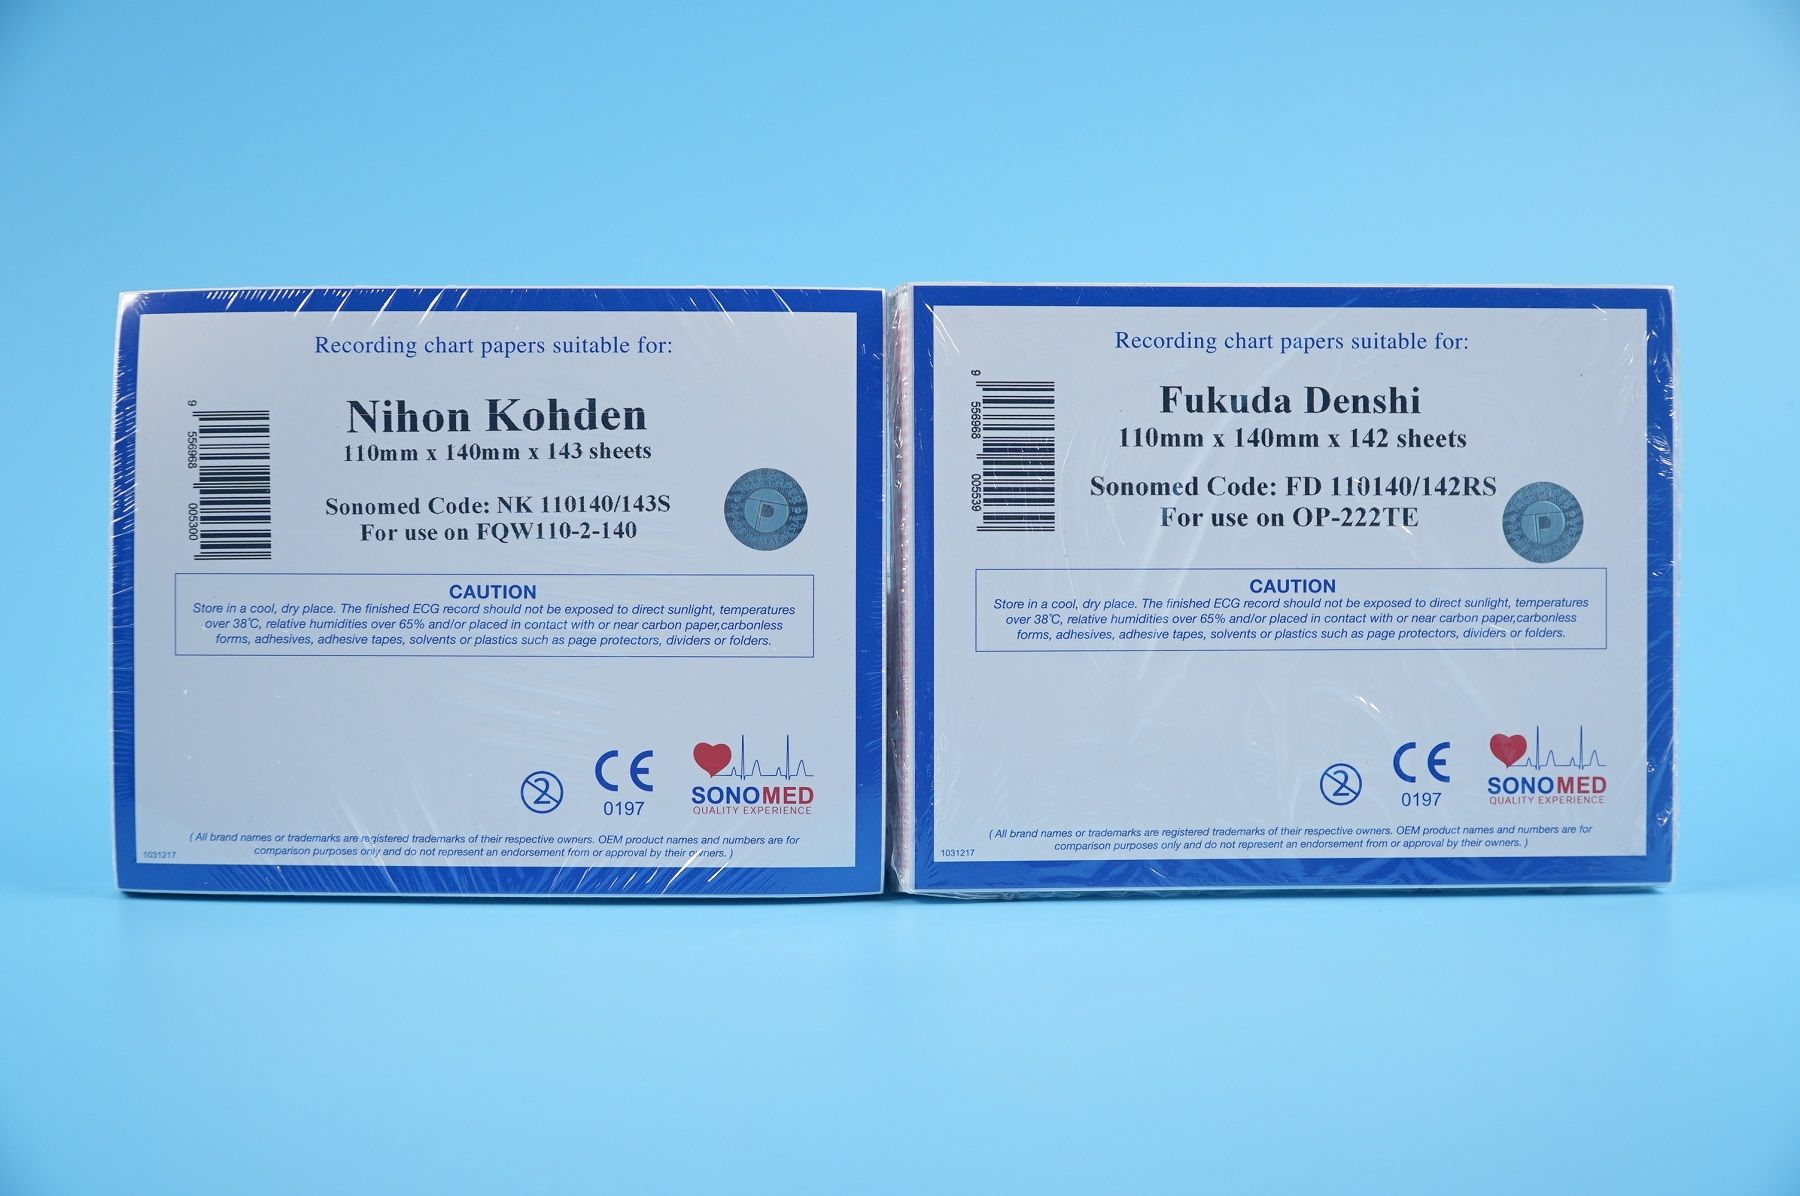 Recording chart papers suitable for:
Nihon Kohden
110mm x 140mm x 143 sheets
Sonomed Code: NK 110140/143S
For use on FQW110-2-140
9 556968 005300
CAUTION
Store in a cool, dry place. The finished ECG record should not be exposed to direct sunlight, temperatures
over 38°C, relative humidities over 65% and/or placed in contact with or near carbon paper,carbonless
forms, adhesives, adhesive tapes, solvents or plastics such as page protectors, dividers or folders.
2
CE
0197
SONOMED
QUALITY EXPERIENCE
( All brand names or trademarks are registered trademarks of their respective owners. OEM product names and numbers are for
comparison purposes only and do not represent an endorsement from or approval by their owners. )
1031217
Recording chart papers suitable for:
Fukuda Denshi
110mm x 140mm x 142 sheets
Sonomed Code: FD 110140/142RS
For use on OP-222TE
9 556968 005539
CAUTION
Store in a cool, dry place. The finished ECG record should not be exposed to direct sunlight, temperatures
over 38°C, relative humidities over 65% and/or placed in contact with or near carbon paper,carbonless
forms, adhesives, adhesive tapes, solvents or plastics such as page protectors, dividers or folders.
2
CE
0197
SONOMED
QUALITY EXPERIENCE
( All brand names or trademarks are registered trademarks of their respective owners. OEM product names and numbers are for
comparison purposes only and do not represent an endorsement from or approval by their owners. )
1031217